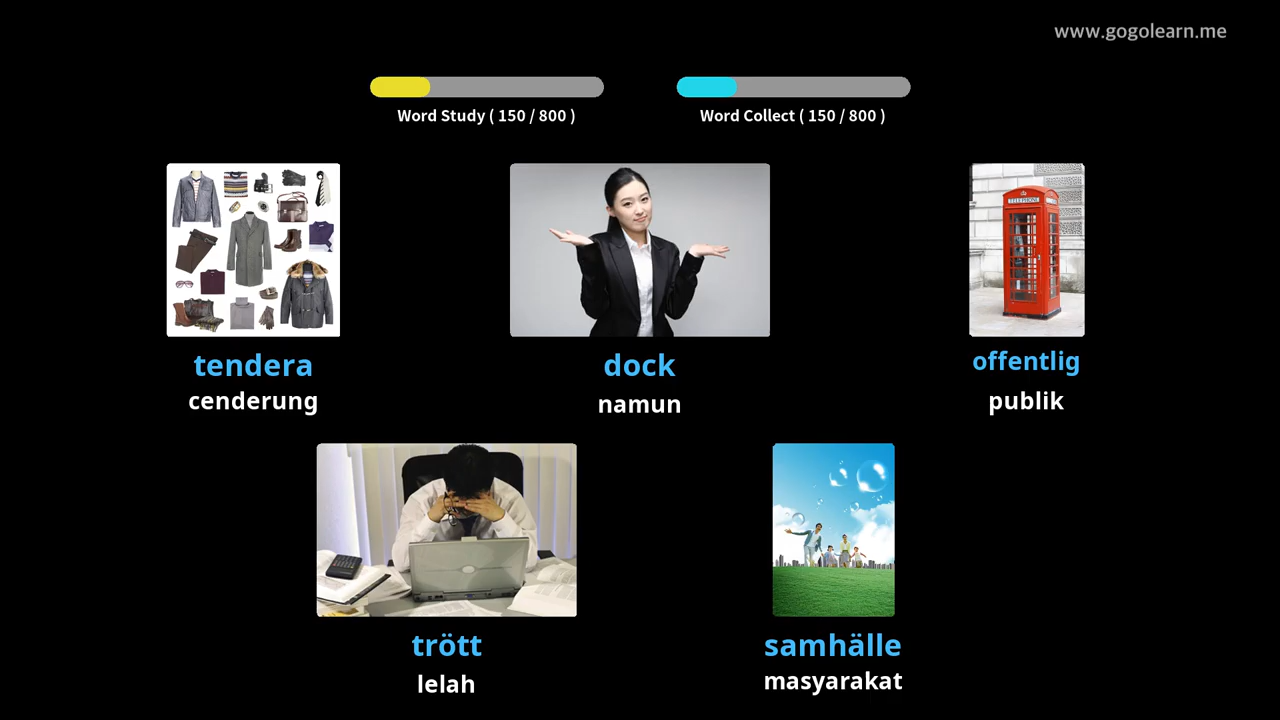 www.gogolearn.me
Word Study ( 150 / 800 )
Word Collect ( 150 / 800 )
TELEPHONE
tendera
cenderung
dock
namun
offentlig
publik
trött
lelah
samhälle
masyarakat